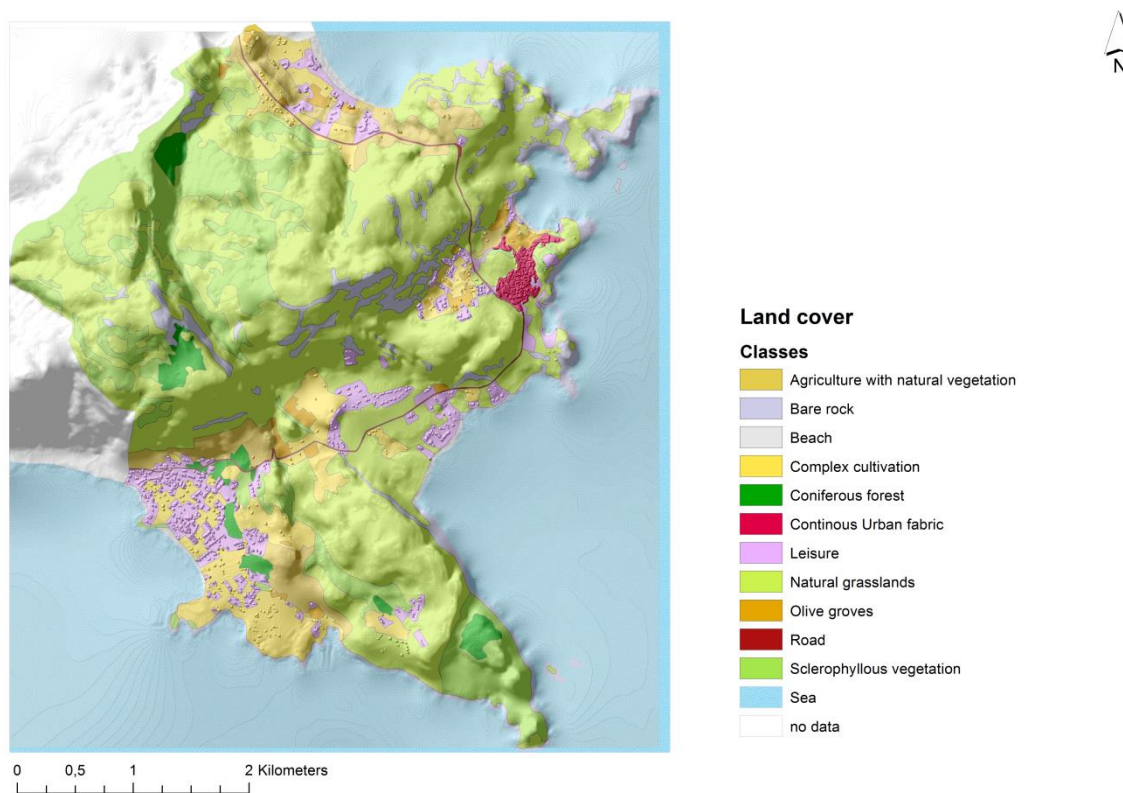 N
Land cover
Classes
Agriculture with natural vegetation
Bare rock
Beach
Complex cultivation
Coniferous forest
Continous Urban fabric
Leisure
Natural grasslands
Olive groves
Road
Sclerophyllous vegetation
Sea
no data
0 0,5 1 2 Kilometers